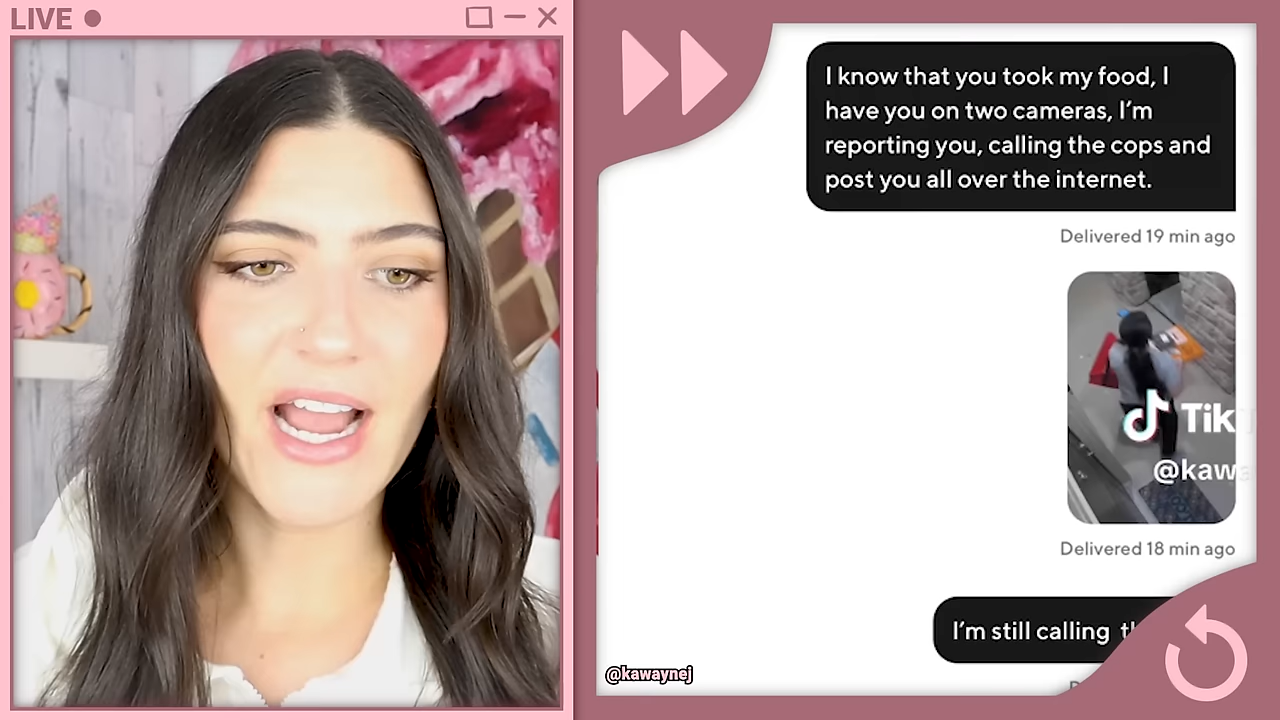 LIVE
I know that you took my food, I
have you on two cameras, I'm
reporting you, calling the cops and
post you all over the internet.
Delivered 19 min ago
Tik
@kawa
Delivered 18 min ago
I'm still calling
@kawaynej